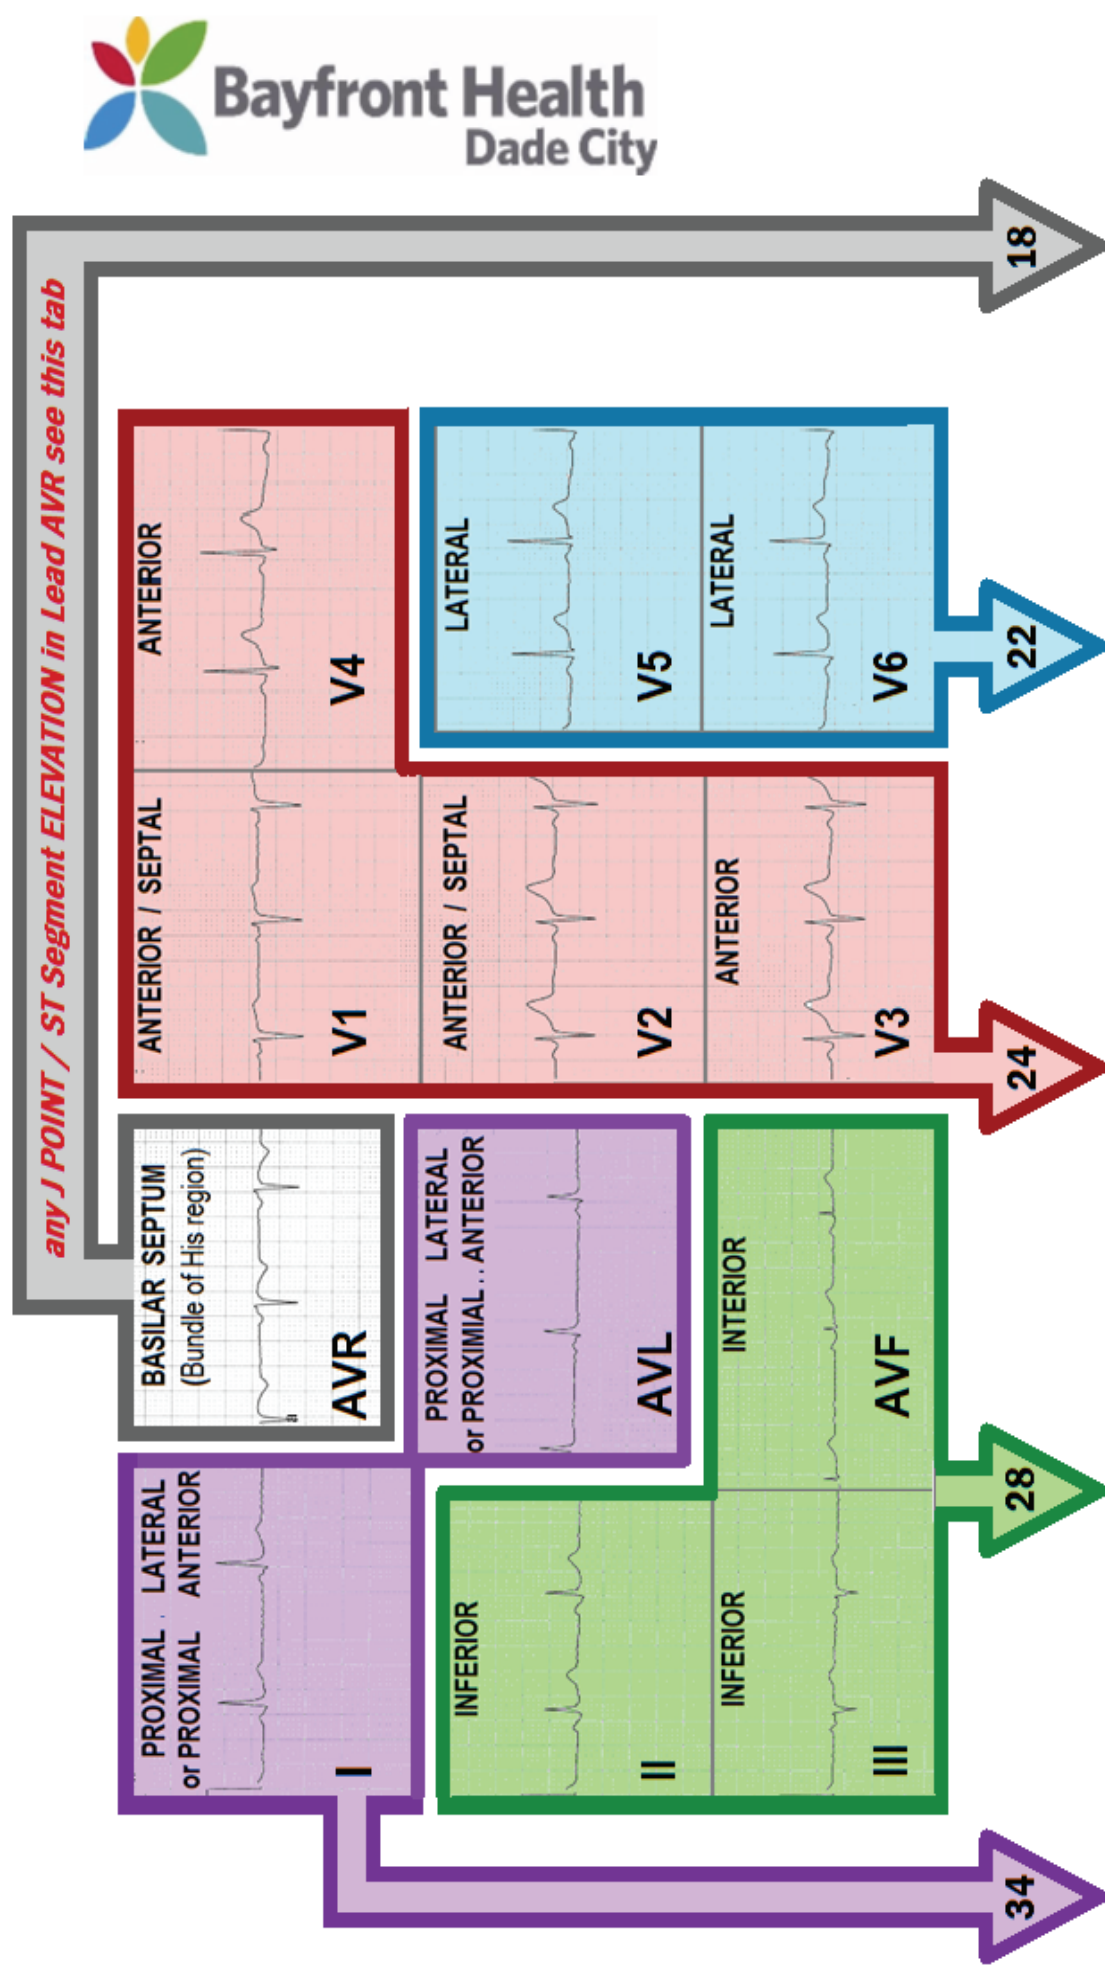 Bayfront Health
Dade City
any J POINT / ST Segment ELEVATION in Lead AVR see this tab
PROXIMAL . LATERAL
or PROXIMAL ANTERIOR
I
BASILAR SEPTUM
(Bundle of His region)
AVR
ANTERIOR / SEPTAL
V1
ANTERIOR
V4
INFERIOR
II
PROXIMAL LATERAL
or PROXIMIAL .. ANTERIOR
AVL
ANTERIOR / SEPTAL
V2
LATERAL
V5
INFERIOR
III
INTERIOR
AVF
ANTERIOR
V3
LATERAL
V6
34
28
24
22
18